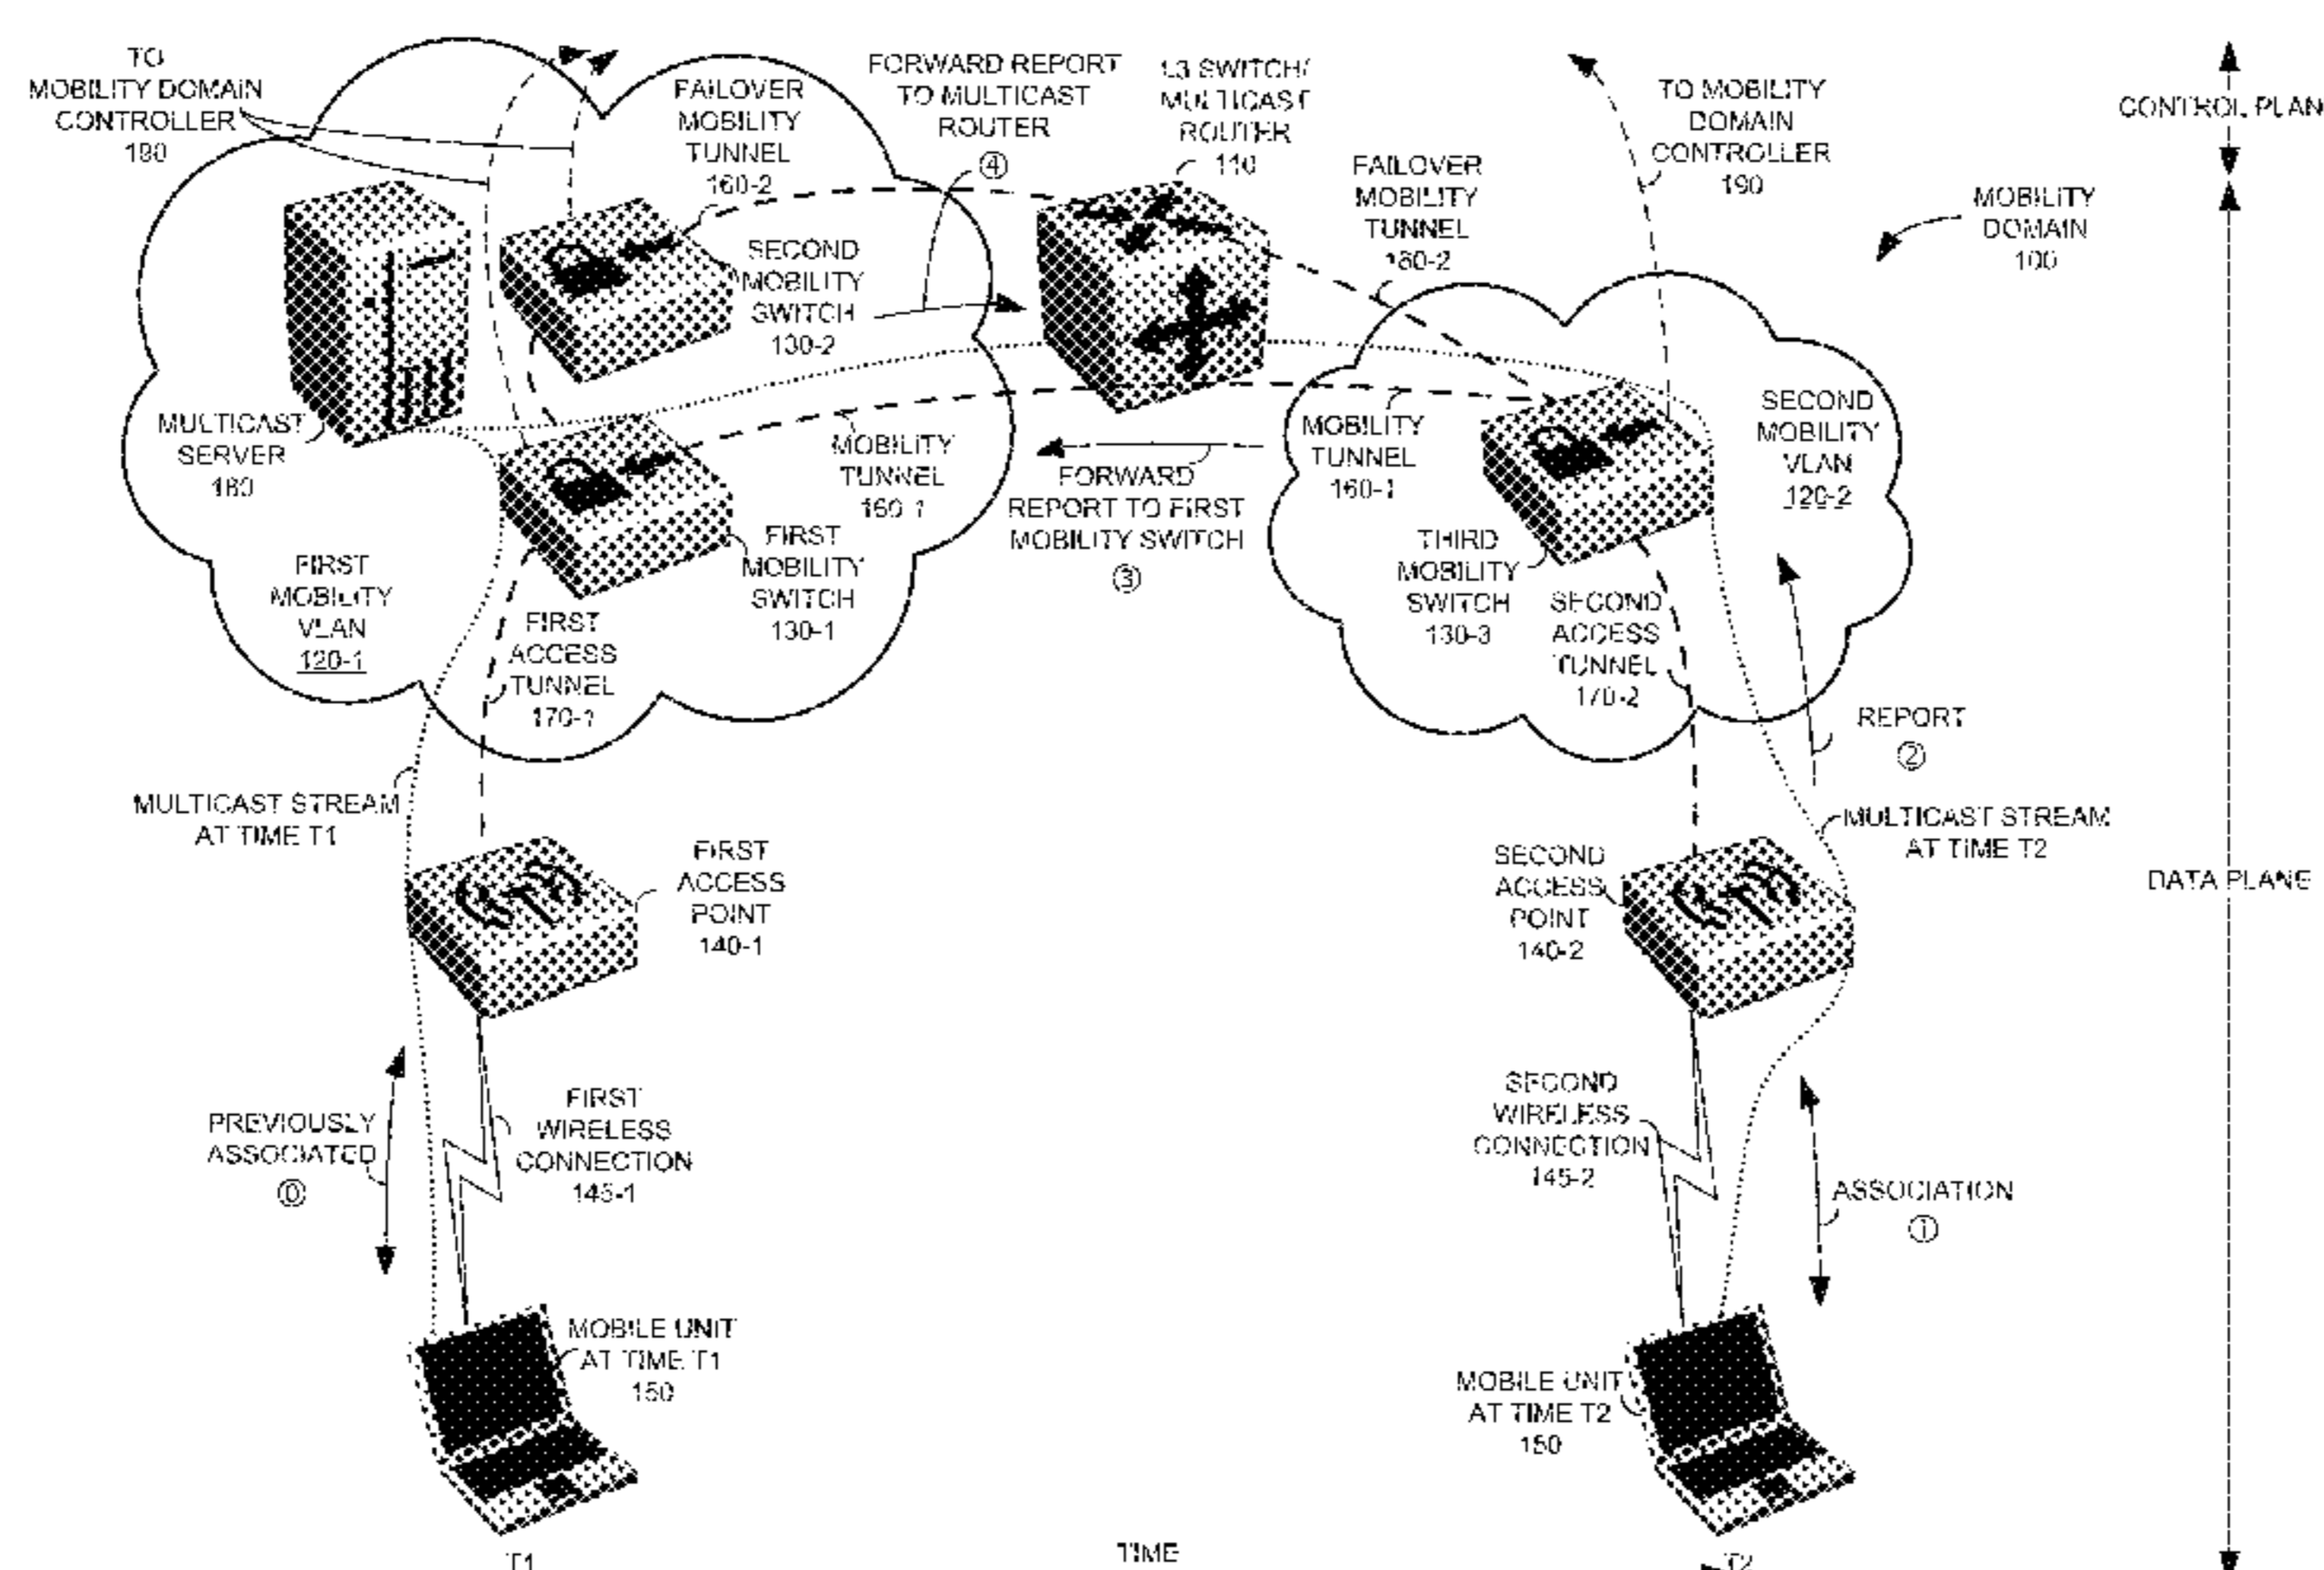 TO
MOBILITY DOMAIN
CONTROLLER
190
FAILOVER
MOBILITY
TUNNEL
160-2
FORWARD REPORT
TO MULTICAST
ROUTER
④
L3 SWITCH/
MULTICAST
ROUTER
110
FAILOVER
MOBILITY
TUNNEL
160-2
TO MOBILITY
DOMAIN
CONTROLLER
190
CONTROL PLAN
MOBILITY
DOMAIN
100
SECOND
MOBILITY
SWITCH
130-2
MULTICAST
SERVER
180
MOBILITY
TUNNEL
160-1
FORWARD
REPORT TO FIRST
MOBILITY SWITCH
③
MOBILITY
TUNNEL
160-1
SECOND
MOBILITY
VLAN
120-2
FIRST
MOBILITY
VLAN
120-1
FIRST
MOBILITY
SWITCH
130-1
FIRST
ACCESS
TUNNEL
170-1
THIRD
MOBILITY
SWITCH
130-3
SECOND
ACCESS
TUNNEL
170-2
REPORT
②
MULTICAST STREAM
AT TIME T1
MULTICAST STREAM
AT TIME T2
FIRST
ACCESS
POINT
140-1
SECOND
ACCESS
POINT
140-2
DATA PLANE
PREVIOUSLY
ASSOCIATED
⓪
FIRST
WIRELESS
CONNECTION
145-1
SECOND
WIRELESS
CONNECTION
145-2
ASSOCIATION
①
MOBILE UNIT
AT TIME T1
150
MOBILE UNIT
AT TIME T2
150
T1
TIME
T2